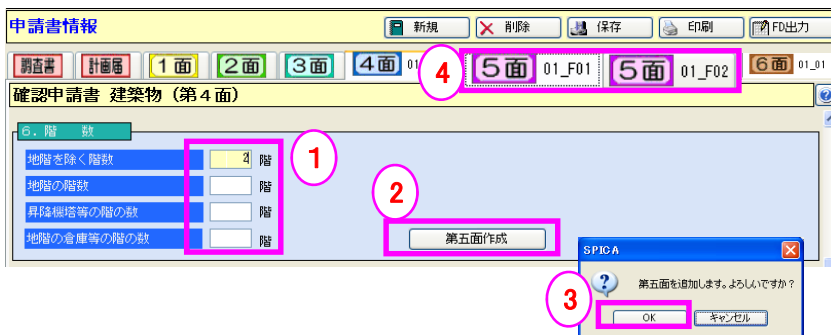 申請書情報
新規 削除 保存 印刷 FD出力
調査書 計画届 1面 2面 3面 4面 01 4 5面 01_F01 5面 01_F02 6面 01_01
確認申請書 建築物（第4面）
6. 階 数
地階を除く階数 2 階 1
地階の階数 階
昇降機塔等の階の数 階 2
地階の倉庫等の階の数 階 第五面作成
SPICA
第五面を追加します。よろしいですか？
3
OK キャンセル